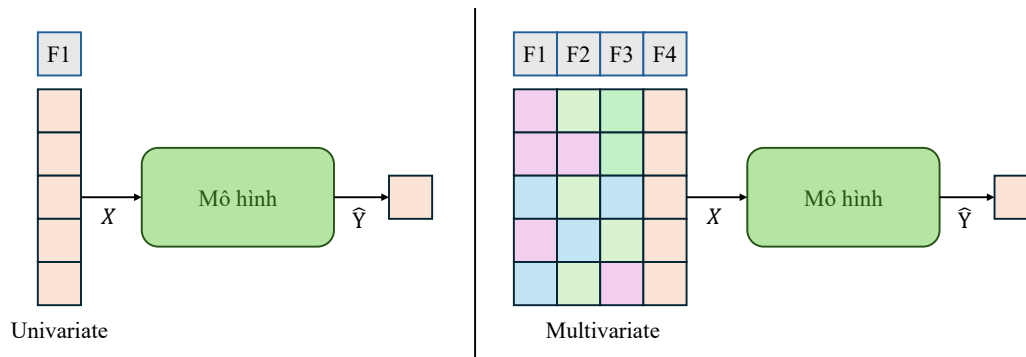 F1
X
Mô hình
Ŷ
Univariate
F1 F2 F3 F4
X
Mô hình
Ŷ
Multivariate